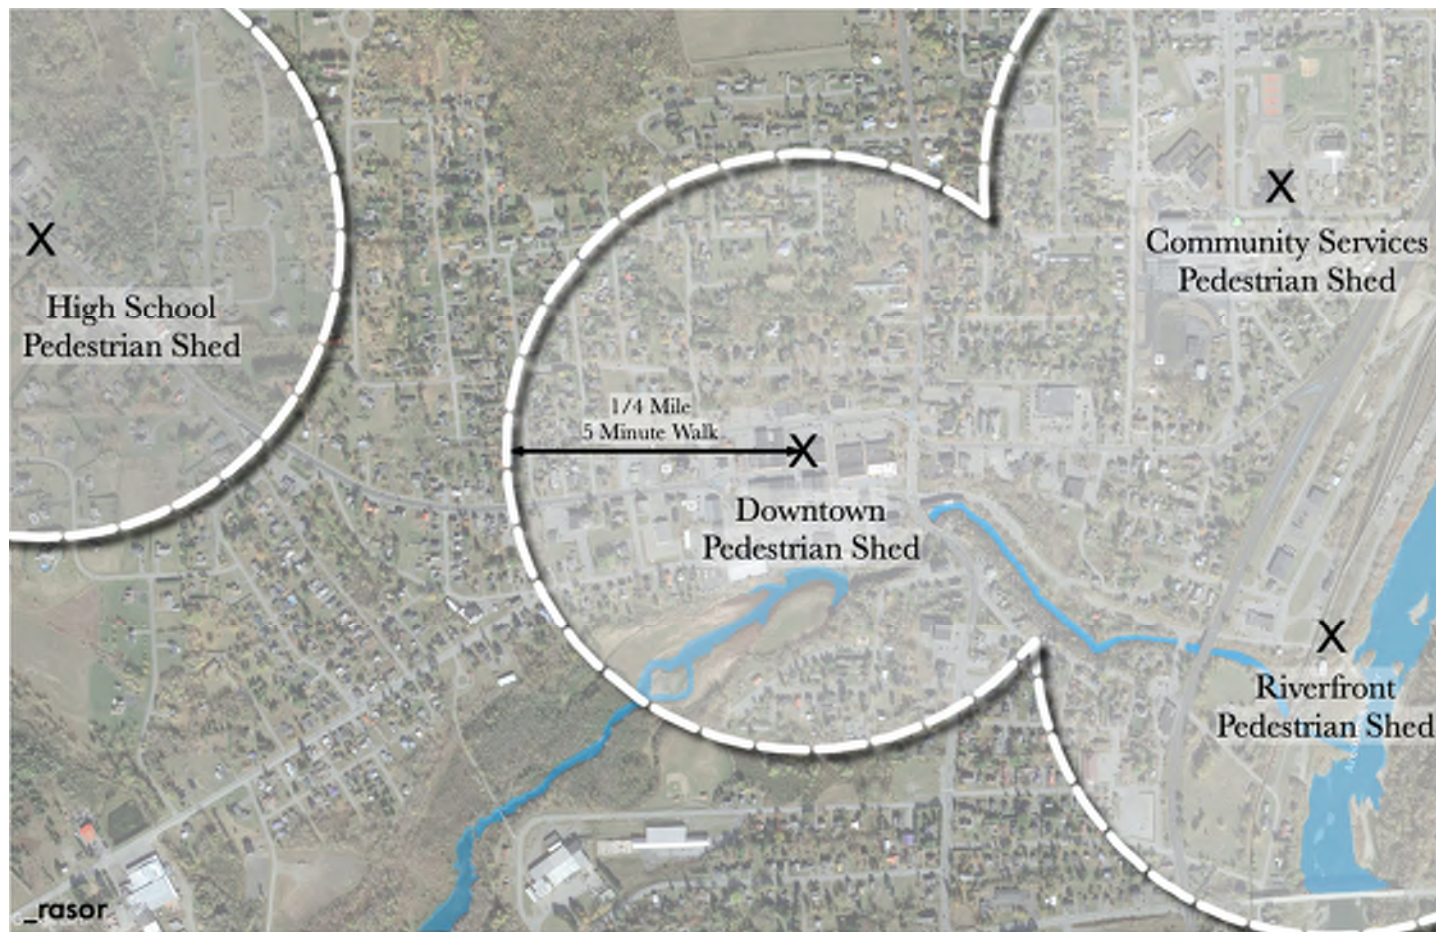 X
Community Services
Pedestrian Shed
X
High School
Pedestrian Shed
1/4 Mile
5 Minute Walk
X
Downtown
Pedestrian Shed
X
Riverfront
Pedestrian Shed
_rasor